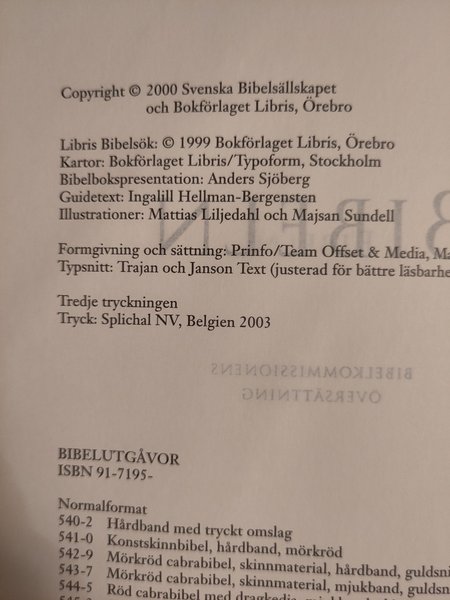 Copyright © 2000 Svenska Bibelsällskapet
och Bokförlaget Libris, Örebro
Libris Bibelsök: © 1999 Bokförlaget Libris, Örebro
Kartor: Bokförlaget Libris/Typoform, Stockholm
Bibelbokspresentation: Anders Sjöberg
Guidetext: Ingalill Hellman-Bergensten
Illustrationer: Mattias Liljedahl och Majsan Sundell
Formgivning och sättning: Prinfo/Team Offset & Media, Ma
Typsnitt: Trajan och Janson Text (justerad för bättre läsbarhe
Tredje tryckningen
Tryck: Splichal NV, Belgien 2003
BIBELN
BIBELKOMMISSIONENS
ÖVERSÄTTNING
BIBELUTGÅVOR
ISBN 91-7195-
Normalformat
540-2 Hårdband med tryckt omslag
541-0 Konstskinnbibel, hårdband, mörkröd
542-9 Mörkröd cabrabibel, skinnmaterial, hårdband, guldsni
543-7 Mörkröd cabrabibel, skinnmaterial, mjukband, guldsn
544-5 Röd cabrabibel med dragkedja